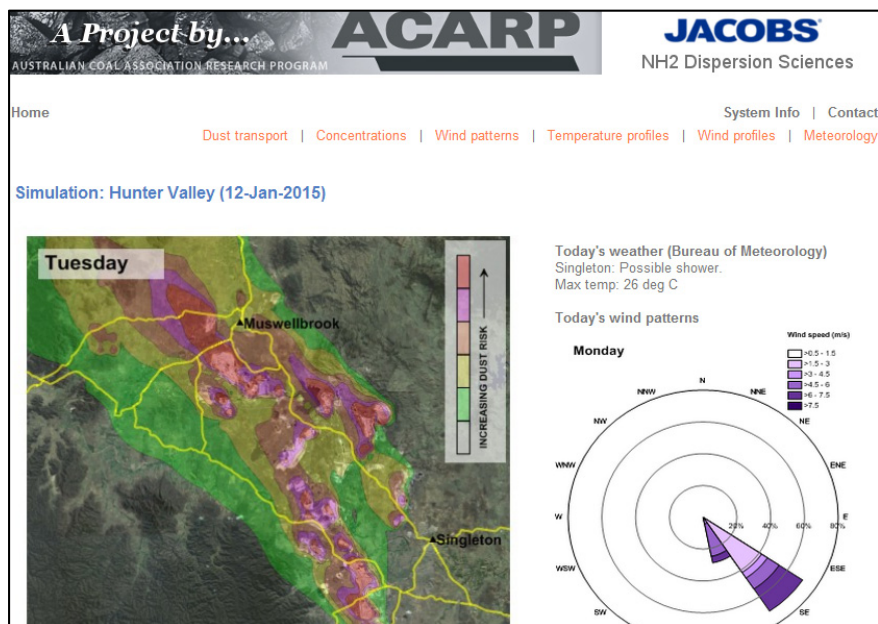 A Project by...
ACARP
AUSTRALIAN COAL ASSOCIATION RESEARCH PROGRAM
JACOBS
NH2 Dispersion Sciences
Home
System Info | Contact
Dust transport | Concentrations | Wind patterns | Temperature profiles | Wind profiles | Meteorology
Simulation: Hunter Valley (12-Jan-2015)
Tuesday
Muswellbrook
Singleton
INCREASING DUST RISK
Today's weather (Bureau of Meteorology)
Singleton: Possible shower.
Max temp: 26 deg C
Today's wind patterns
Monday
Wind speed (m/s)
>0.5 - 1.5
>1.5 - 3
>3 - 4.5
>4.5 - 6
>6 - 7.5
>7.5
N
NNW
NNE
NW
NE
WNW
ENE
W
20%
40%
60%
80%
E
WSW
ESE
SW
SE